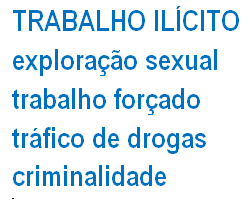 TRABALHO ILÍCITO
exploração sexual
trabalho forçado
tráfico de drogas
criminalidade